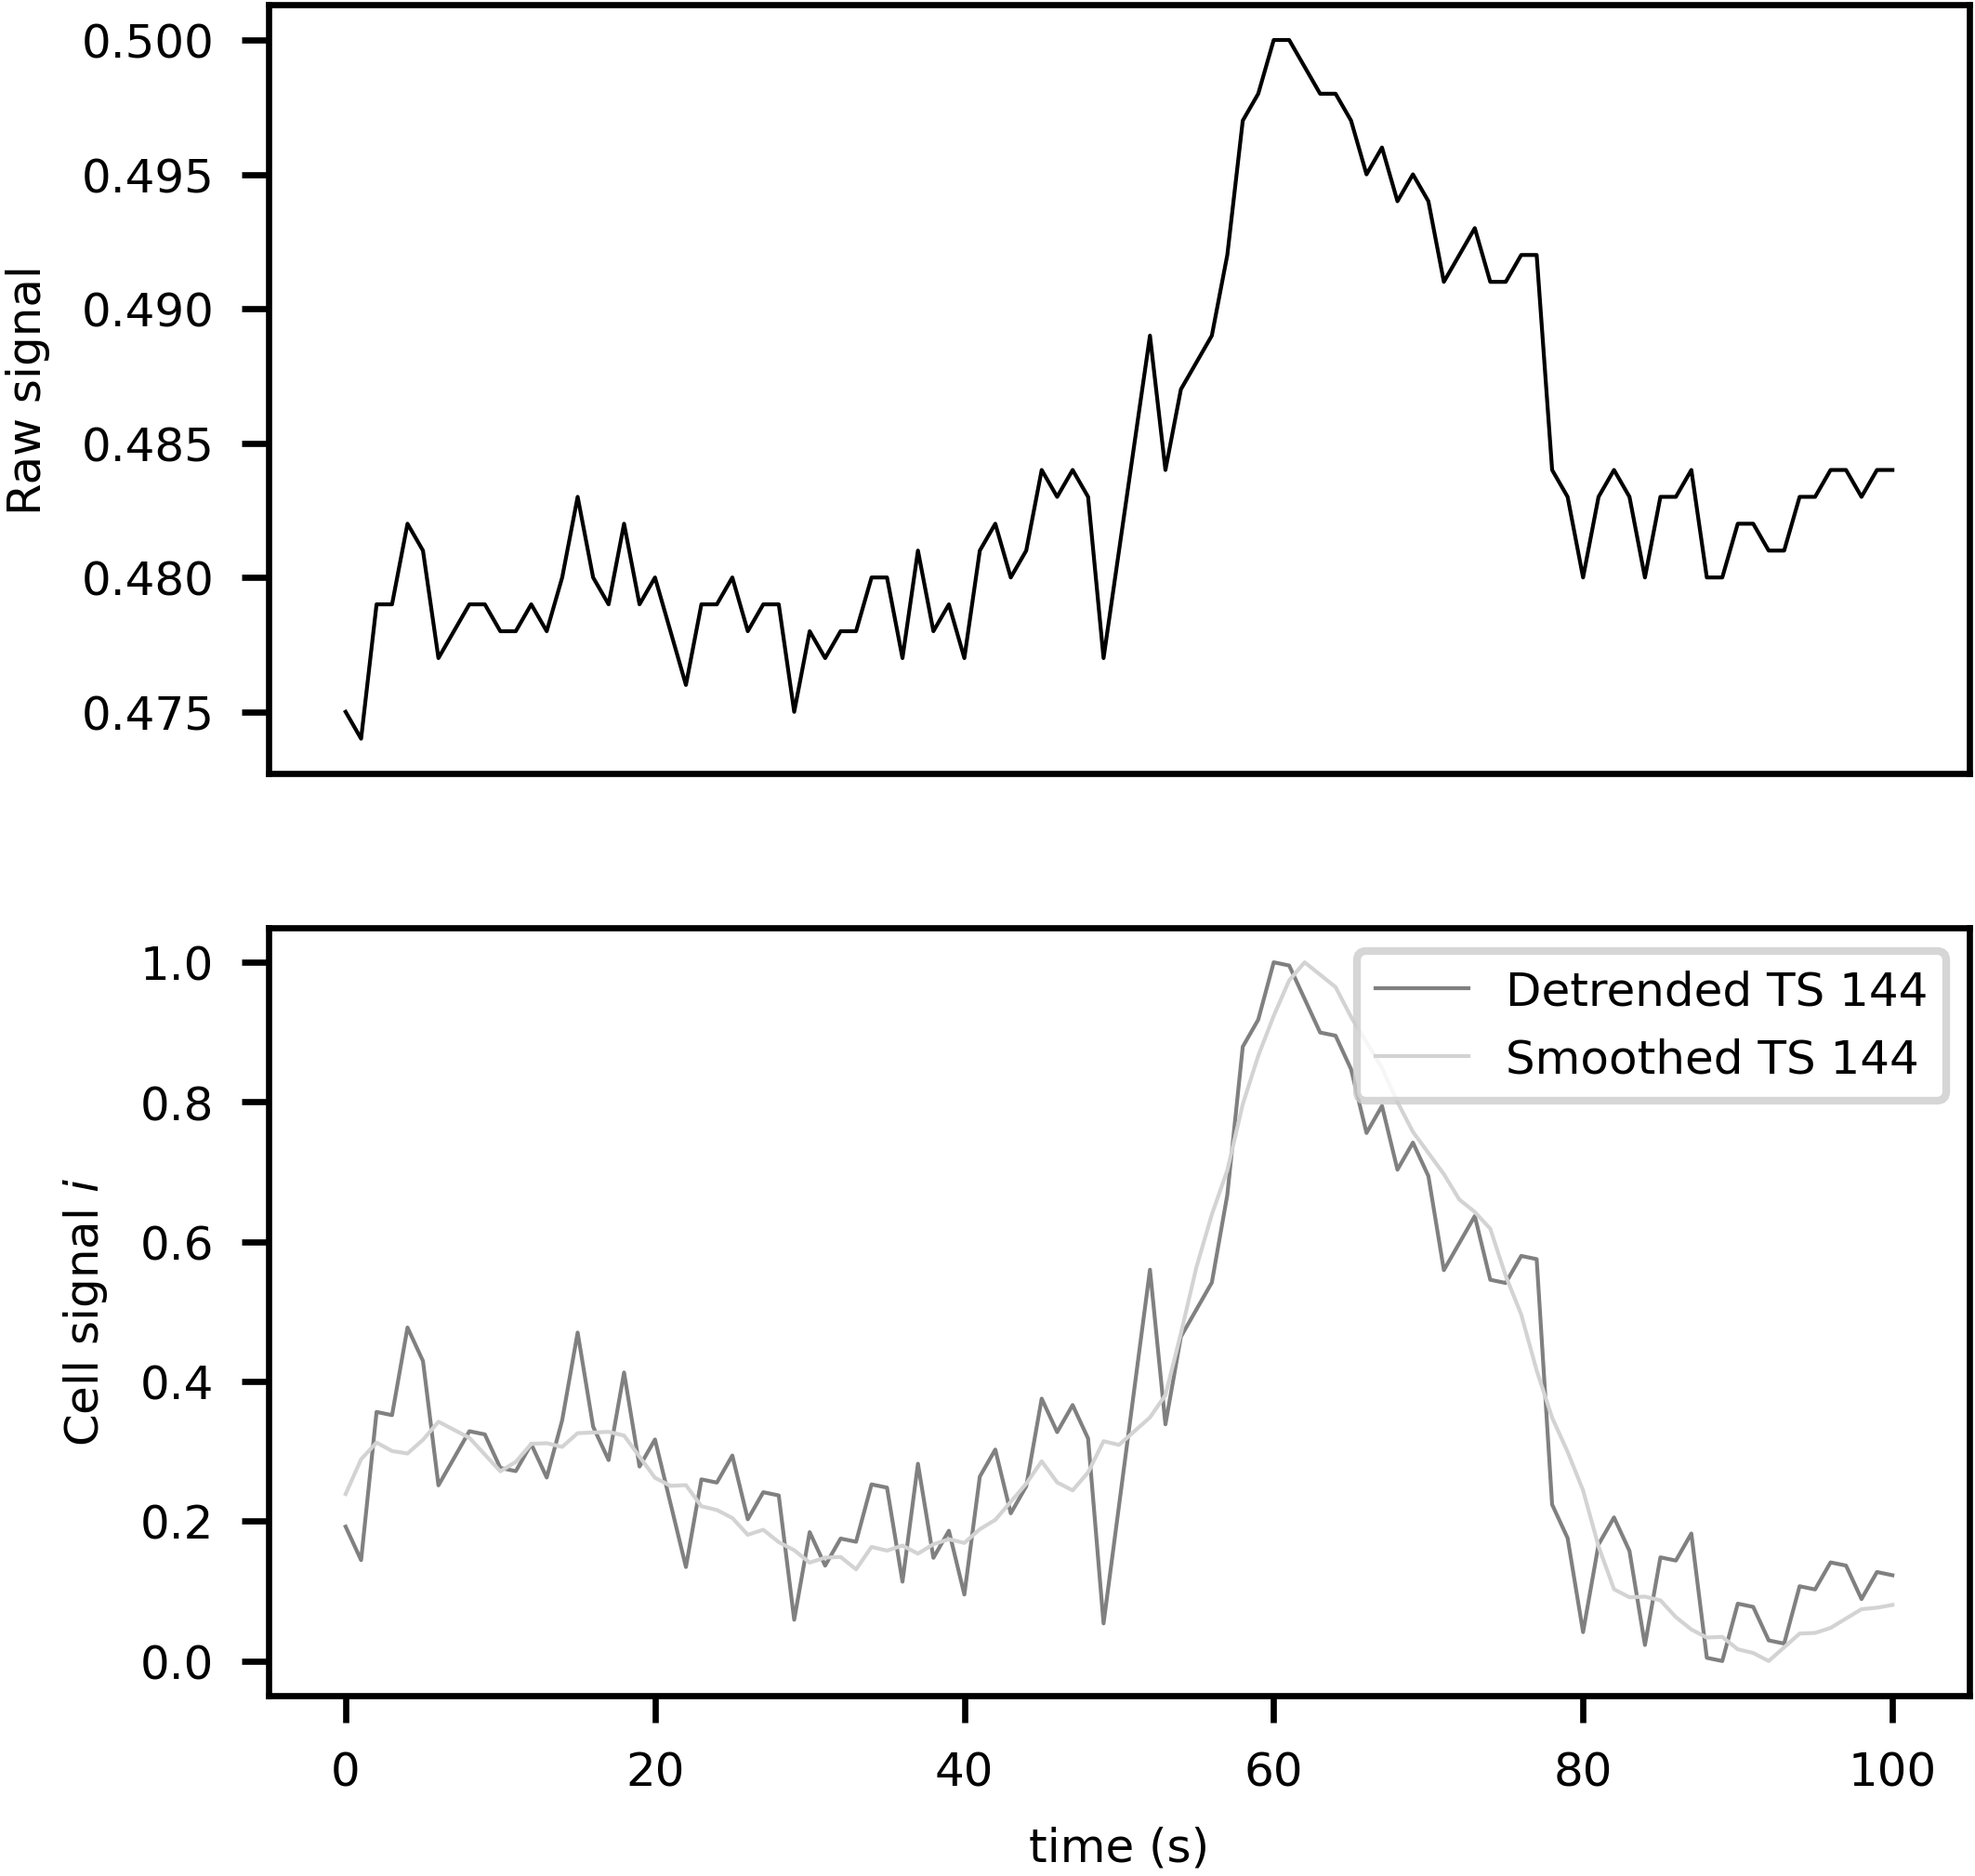 0.500
0.495
0.490
0.485
0.480
0.475
Raw signal
1.0
0.8
0.6
0.4
0.2
0.0
Cell signal i
Detrended TS 144
Smoothed TS 144
0 20 40 60 80 100
time (s)